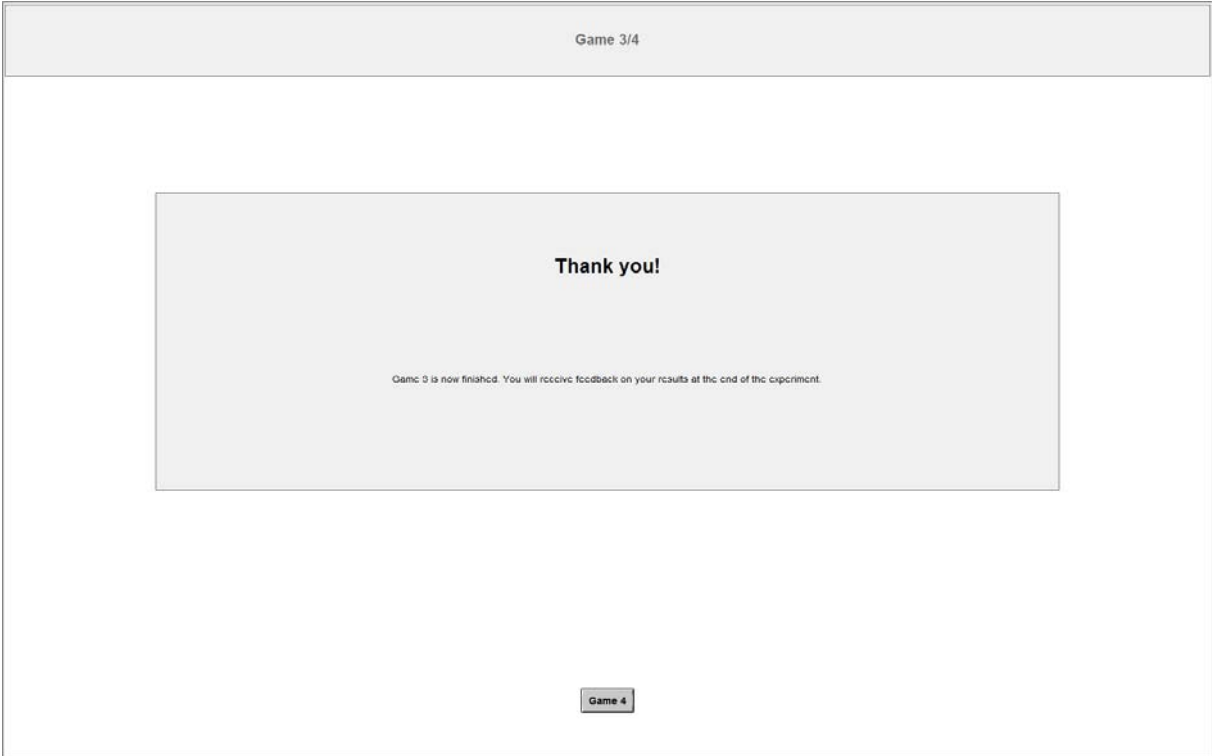 Game 3/4
Thank you!
Game 3 is now finished. You will receive feedback on your results at the end of the experiment.
Game 4